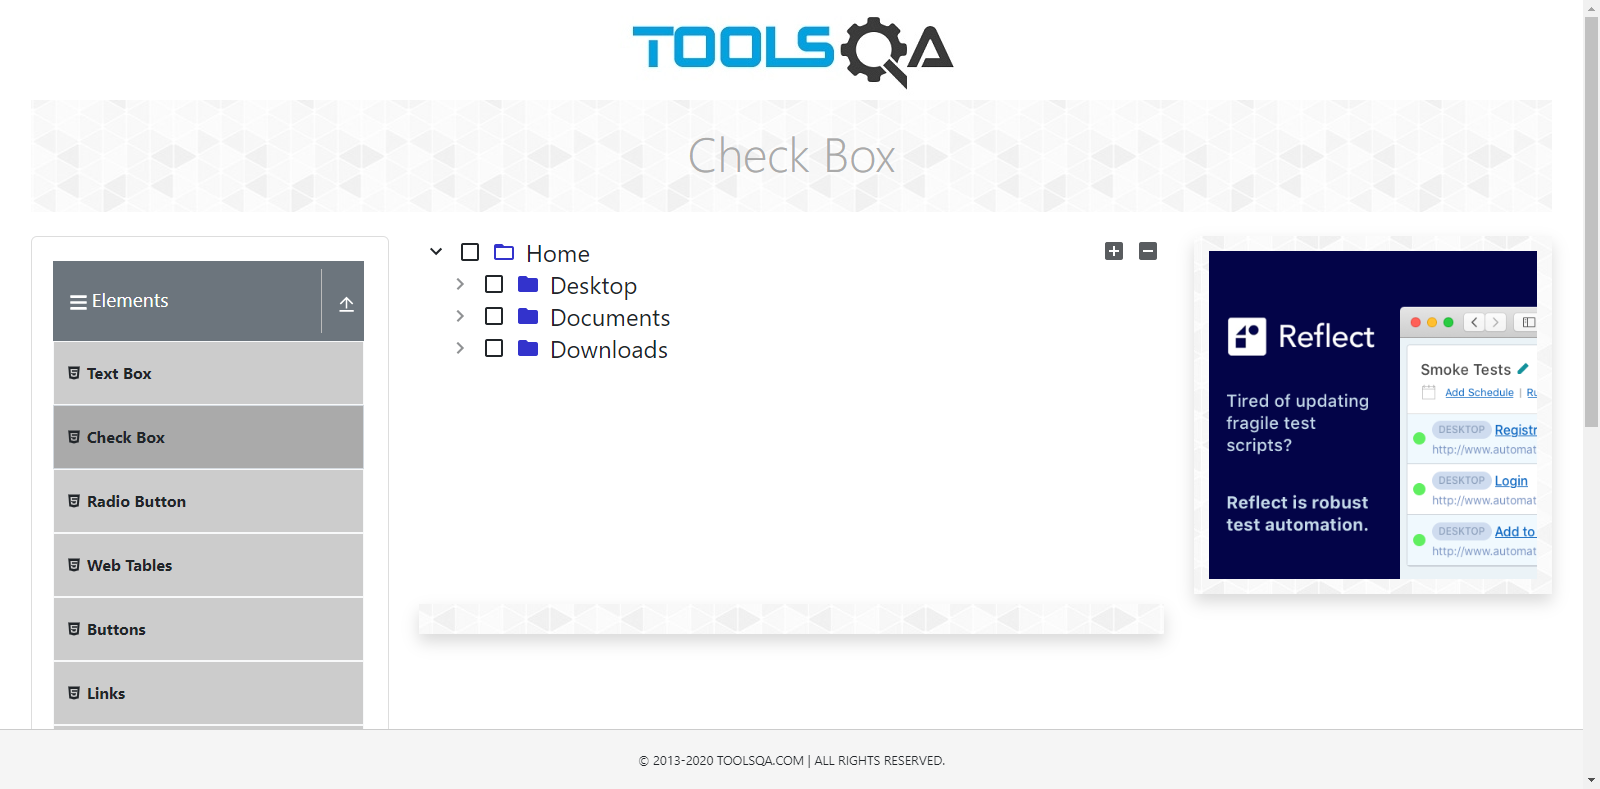 TOOLSQA
Check Box
Elements
Text Box
Check Box
Radio Button
Web Tables
Buttons
Links
Home
Desktop
Documents
Downloads
Reflect
Tired of updating
fragile test
scripts?
Reflect is robust
test automation.
Smoke Tests
Add Schedule | Ru
DESKTOP Registr
http://www.automat
DESKTOP Login
http://www.automat
DESKTOP Add to
http://www.automat
© 2013-2020 TOOLSQA.COM | ALL RIGHTS RESERVED.